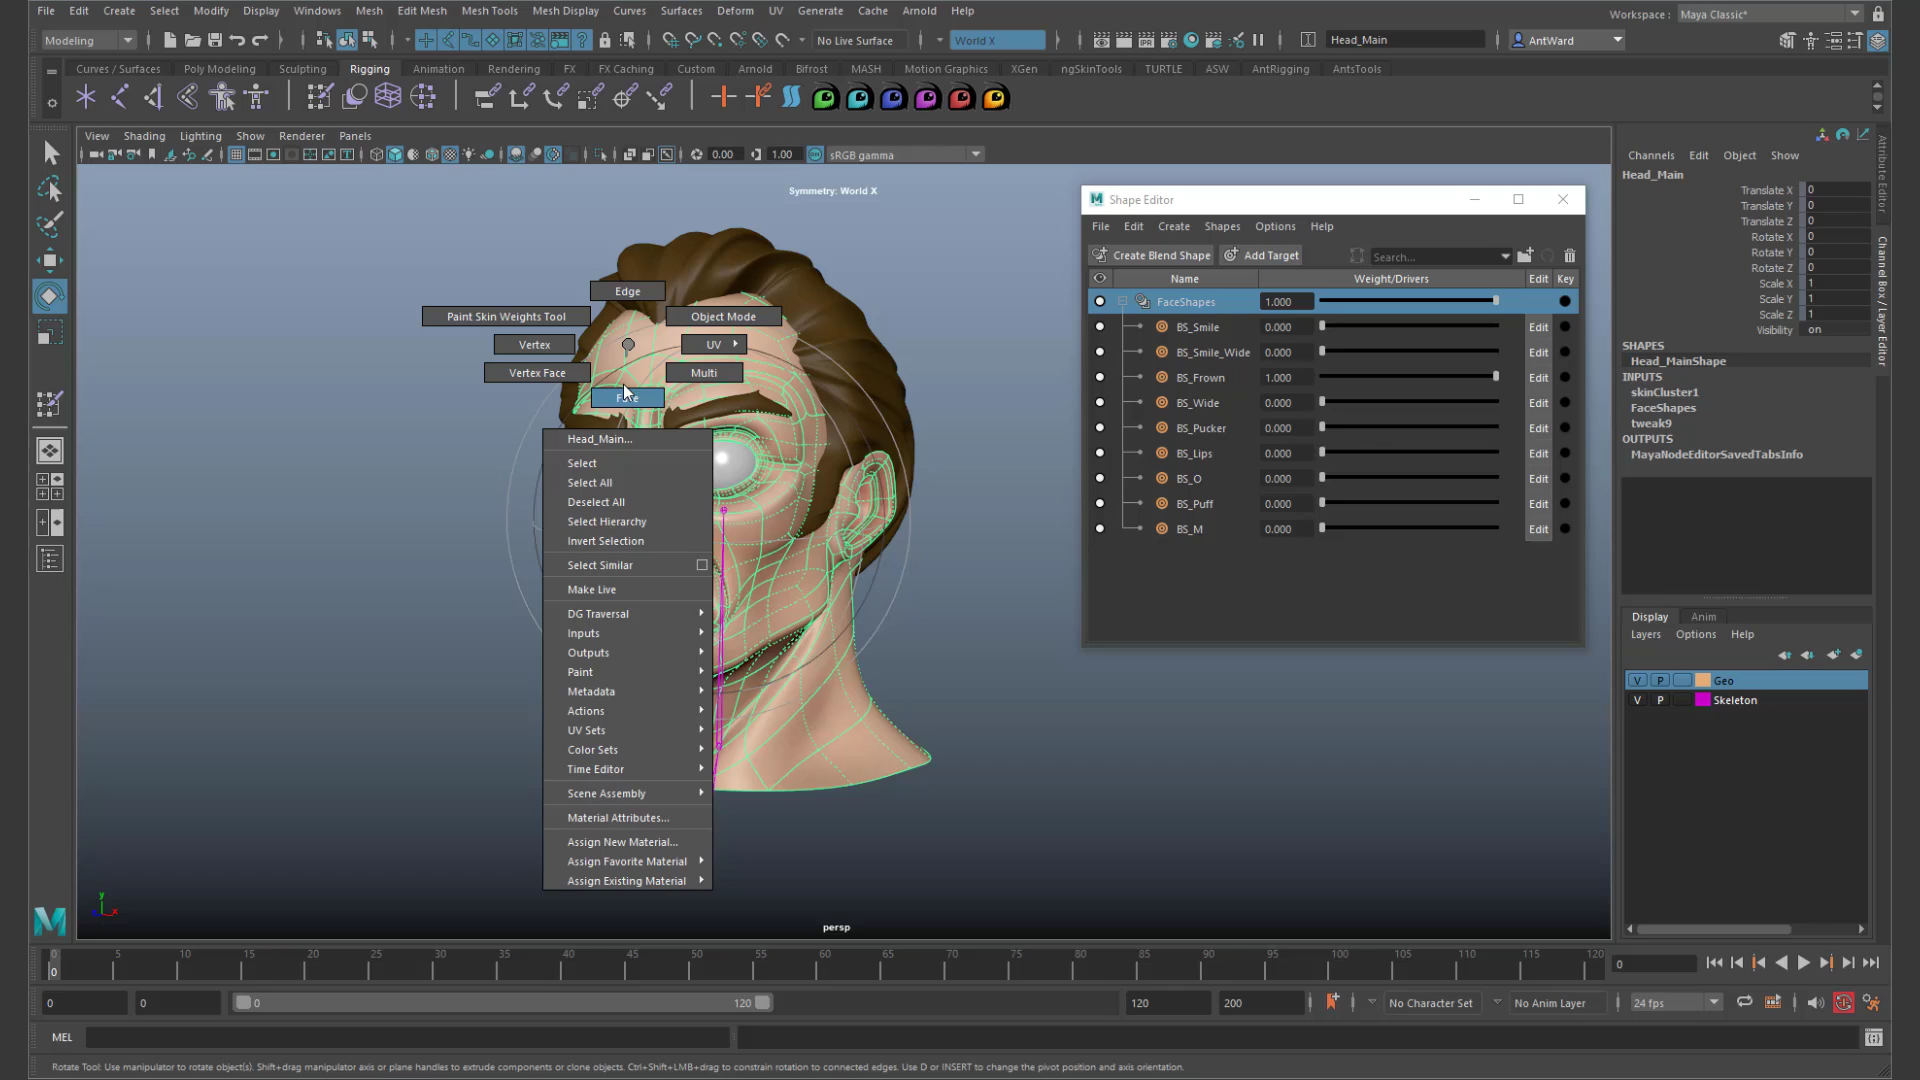 File Edit Create Select Modify Display Windows Mesh Edit Mesh Mesh Tools Mesh Display Curves Surfaces Deform UV Generate Cache Arnold Help
Workspace : Maya Classic*
Modeling No Live Surface World X Head_Main AntWard
Curves / Surfaces Poly Modeling Sculpting Rigging Animation Rendering FX FX Caching Custom Arnold Bifrost MASH Motion Graphics XGen ngSkinTools TURTLE ASW AntRigging AntsTools
View Shading Lighting Show Renderer Panels
0.00 1.00 sRGB gamma
Symmetry: World X
Edge
Paint Skin Weights Tool Object Mode
Vertex UV
Vertex Face Multi
Head_Main...
Select
Select All
Deselect All
Select Hierarchy
Invert Selection
Select Similar
Make Live
DG Traversal
Inputs
Outputs
Paint
Metadata
Actions
UV Sets
Color Sets
Time Editor
Scene Assembly
Material Attributes...
Assign New Material...
Assign Favorite Material
Assign Existing Material
persp
y
x
M Shape Editor
File Edit Create Shapes Options Help
Create Blend Shape Add Target Search...
Name Weight/Drivers Edit Key
FaceShapes 1.000
BS_Smile 0.000 Edit
BS_Smile_Wide 0.000 Edit
BS_Frown 1.000 Edit
BS_Wide 0.000 Edit
BS_Pucker 0.000 Edit
BS_Lips 0.000 Edit
BS_O 0.000 Edit
BS_Puff 0.000 Edit
BS_M 0.000 Edit
Channels Edit Object Show
Head_Main
Translate X 0
Translate Y 0
Translate Z 0
Rotate X 0
Rotate Y 0
Rotate Z 0
Scale X 1
Scale Y 1
Scale Z 1
Visibility on
SHAPES
Head_MainShape
INPUTS
skinCluster1
FaceShapes
tweak9
OUTPUTS
MayaNodeEditorSavedTabsInfo
Attribute Editor
Channel Box / Layer Editor
Display Anim
Layers Options Help
V P Geo
V P Skeleton
0 5 10 15 20 25 30 35 40 45 50 55 60 65 70 75 80 85 90 95 100 105 110 115 120
0 0
0 0 0 120 120 200 No Character Set No Anim Layer 24 fps
MEL
Rotate Tool: Use manipulator to rotate object(s). Shift+drag manipulator axis or plane handles to extrude components or clone objects. Ctrl+Shift+LMB+drag to constrain rotation to connected edges. Use D or INSERT to change the pivot position and axis orientation.